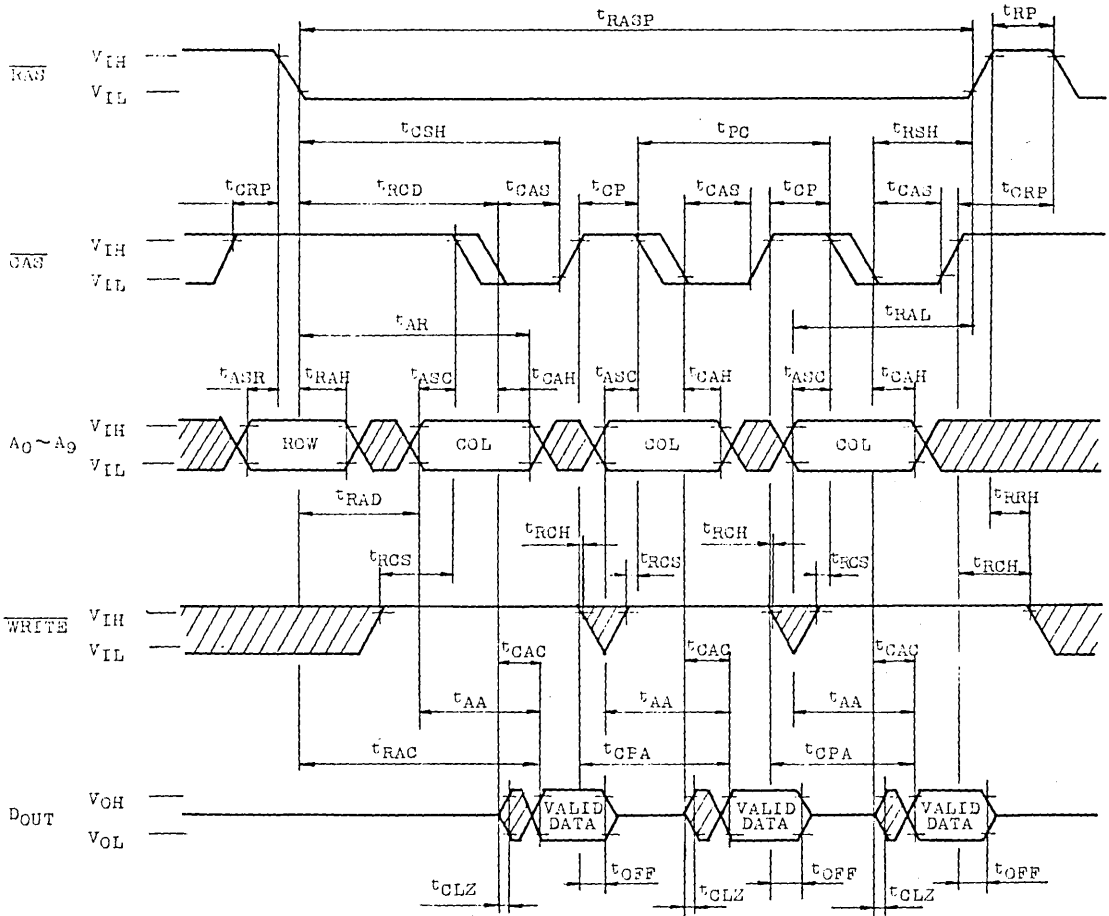 tRASP tRP
RAS VIH
VIL
tCSH tPC tRSH
tCRP tRCD tCAS tCP tCAS tCP tCAS tCRP
CAS VIH
VIL
tAR tRAL
tASR tRAH tASC tCAH tASC tCAH tASC tCAH
A0~A9 VIH
VIL
ROW COL COL COL
tRAD tRRH
tRCH tRCH
tRCS tRCS tRCS tRCH
WRITE VIH
VIL
tCAC tCAC tCAC
tAA tAA tAA
tRAC tCPA tCPA
DOUT VOH
VOL
VALID DATA VALID DATA VALID DATA
tOFF tOFF tOFF
tCLZ tCLZ tCLZ